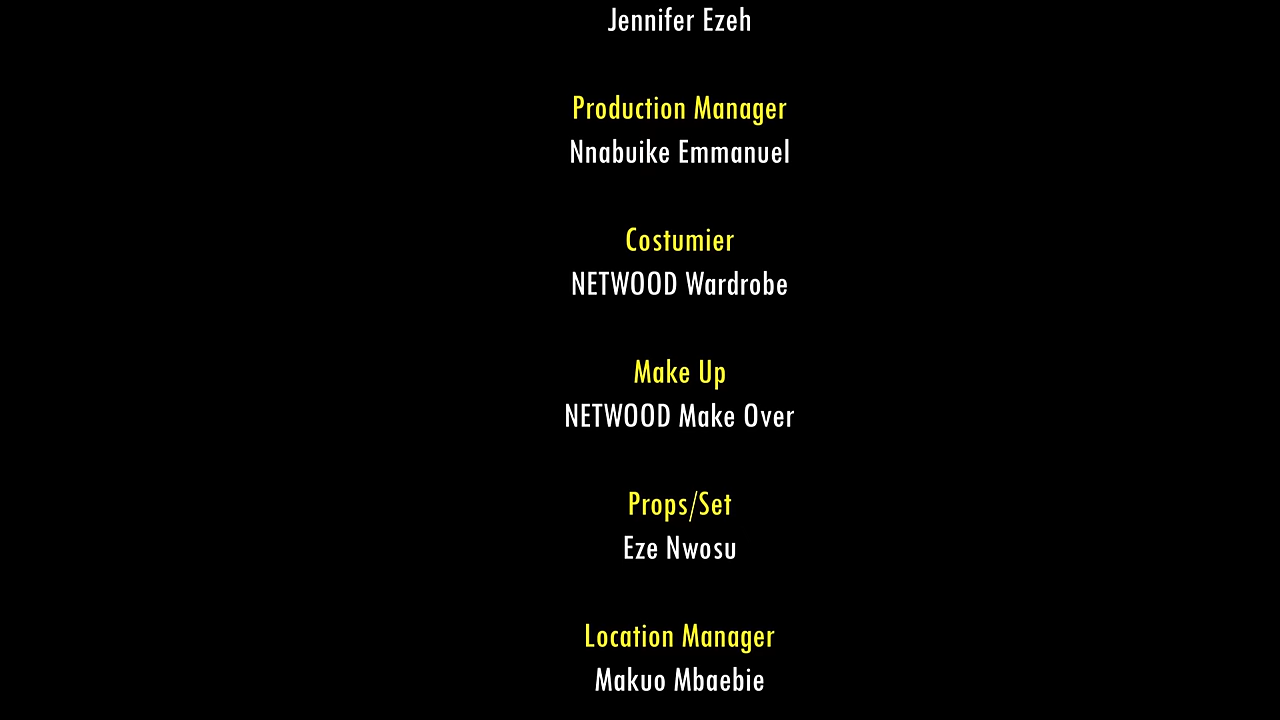 Jennifer Ezeh
Production Manager
Nnabuike Emmanuel
Costumier
NETWOOD Wardrobe
Make Up
NETWOOD Make Over
Props/Set
Eze Nwosu
Location Manager
Makuo Mbaebie